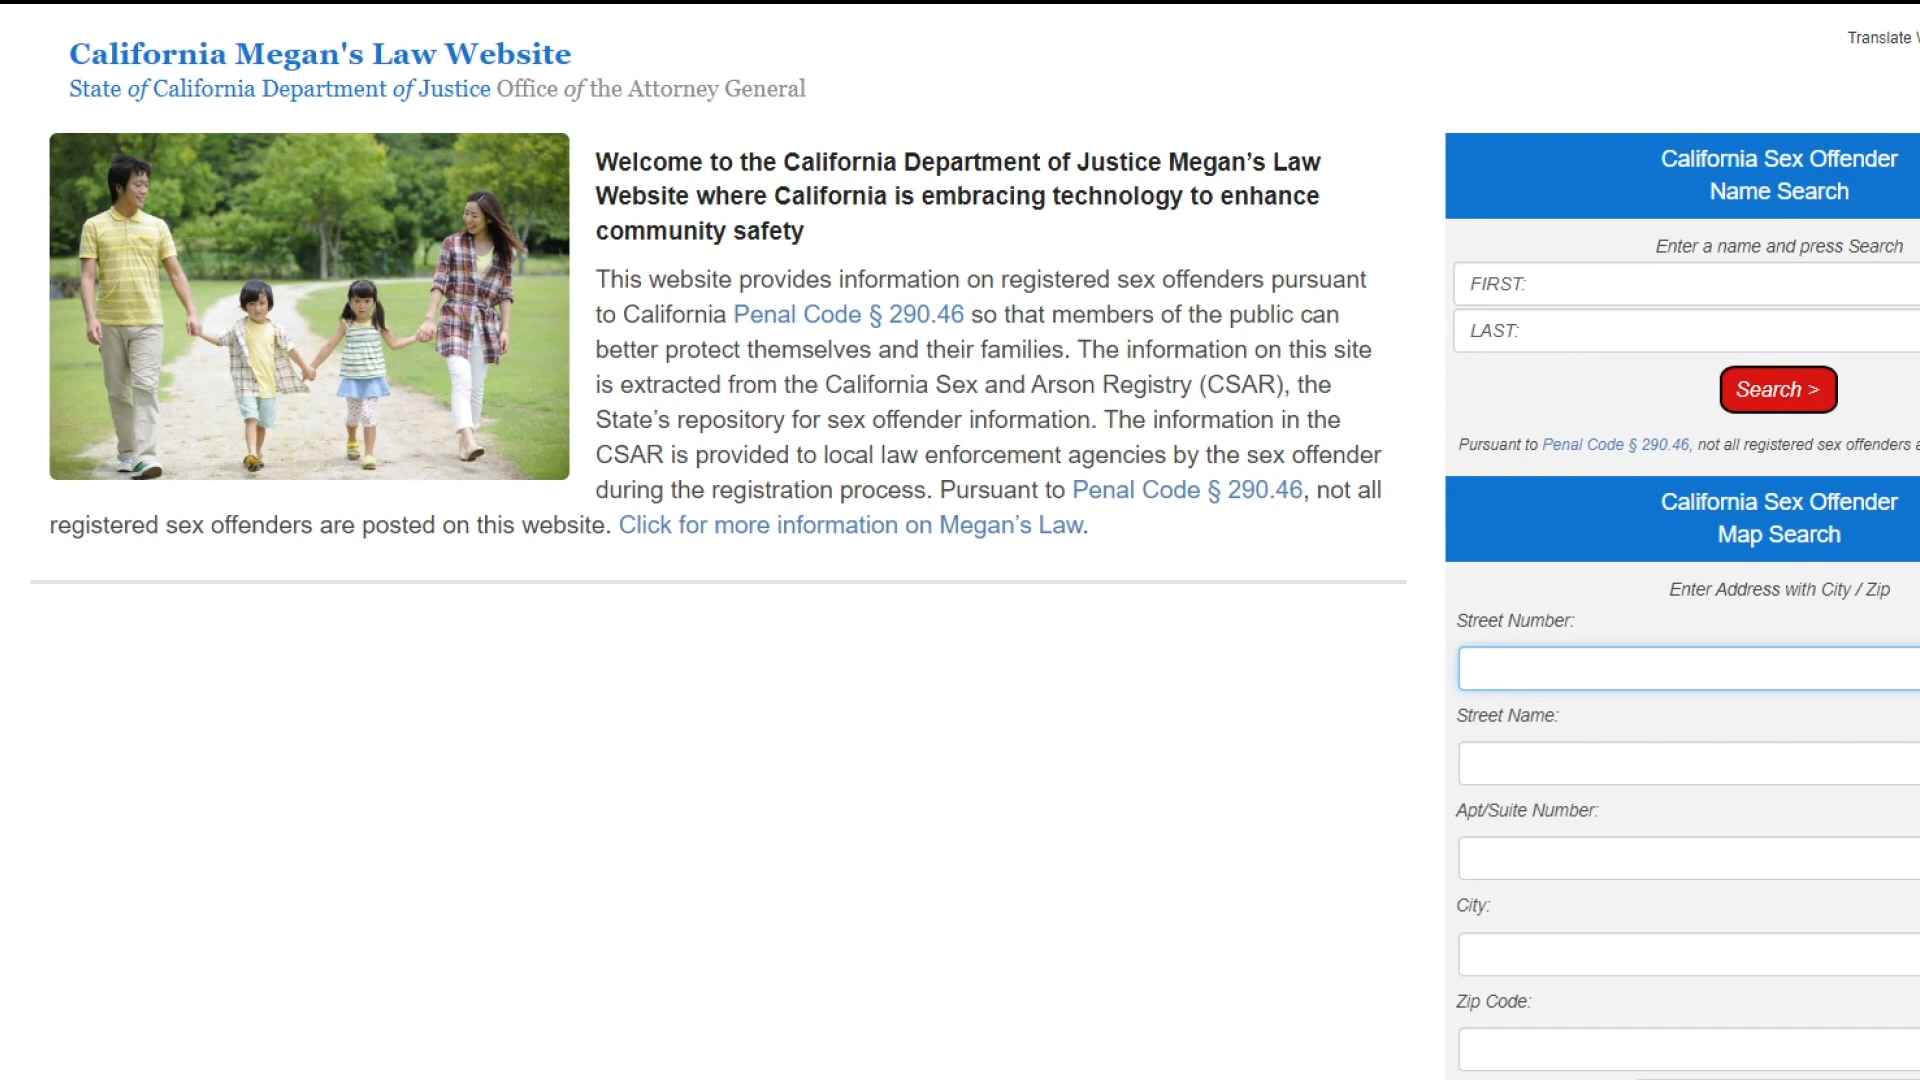 California Megan's Law Website
State of California Department of Justice Office of the Attorney General
Translate
Welcome to the California Department of Justice Megan’s Law
Website where California is embracing technology to enhance
community safety
This website provides information on registered sex offenders pursuant
to California Penal Code § 290.46 so that members of the public can
better protect themselves and their families. The information on this site
is extracted from the California Sex and Arson Registry (CSAR), the
State’s repository for sex offender information. The information in the
CSAR is provided to local law enforcement agencies by the sex offender
during the registration process. Pursuant to Penal Code § 290.46, not all
registered sex offenders are posted on this website. Click for more information on Megan’s Law.
California Sex Offender
Name Search
Enter a name and press Search
FIRST:
LAST:
Search >
Pursuant to Penal Code § 290.46, not all registered sex offenders
California Sex Offender
Map Search
Enter Address with City / Zip
Street Number:
Street Name:
Apt/Suite Number:
City:
Zip Code: